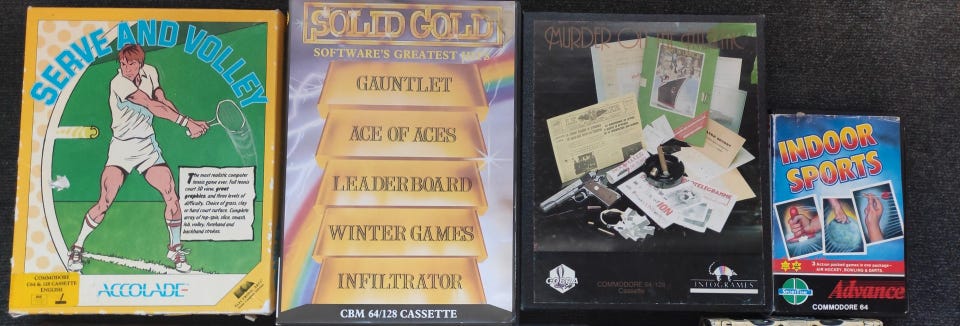 SERVE AND VOLLEY
The most realistic computer
tennis game ever. Full tennis
court 3D view, great
graphics, and three levels of
difficulty. Choice of grass, clay
or hard court surface. Complete
array of top-spin, slice, smash,
lob, volley, forehand and
backhand strokes.
COMMODORE
C64 & 128 CASSETTE
ENGLISH
ACCOLADE
SOLID GOLD
SOFTWARE'S GREATEST
GAUNTLET
ACE OF ACES
LEADERBOARD
WINTER GAMES
INFILTRATOR
CBM 64/128 CASSETTE
MURDER ON THE ATLANTIC
TELEGRAMME
COMMODORE 64/128
Cassette
INFOGRAMES
INDOOR
SPORTS
3 Action packed games in one package–
AIR HOCKEY, BOWLING & DARTS.
SPORTTIME
Advance
COMMODORE 64